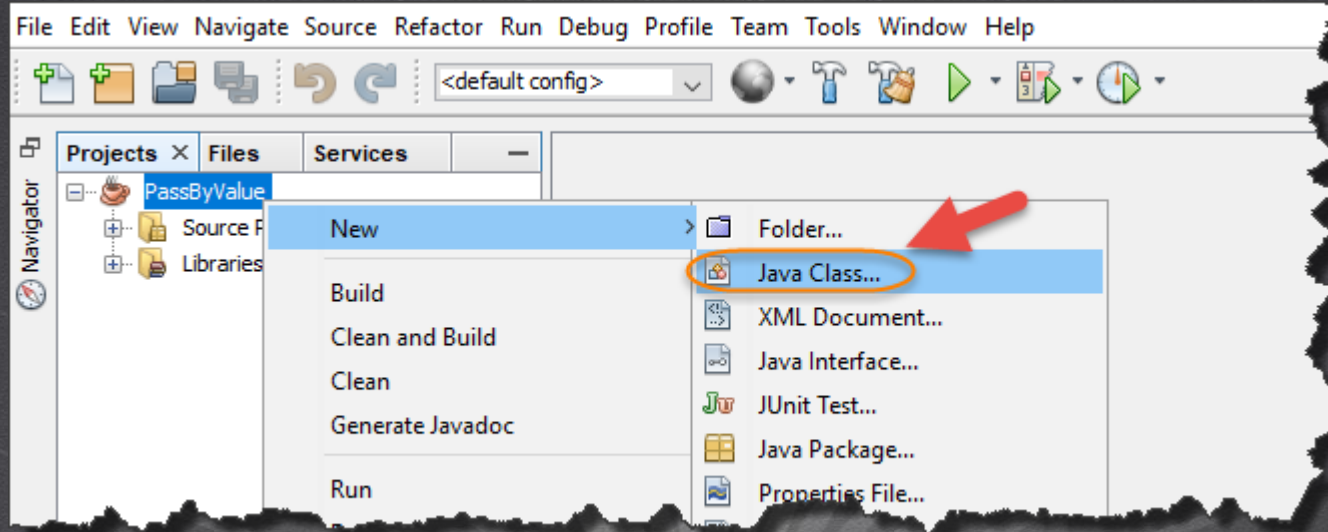 File Edit View Navigate Source Refactor Run Debug Profile Team Tools Window Help
<default config>
Projects Files Services
Navigator
PassByValue
Source
Libraries
New
Build
Clean and Build
Clean
Generate Javadoc
Run
Folder...
Java Class...
XML Document...
Java Interface...
JUnit Test...
Java Package...
Properties File...